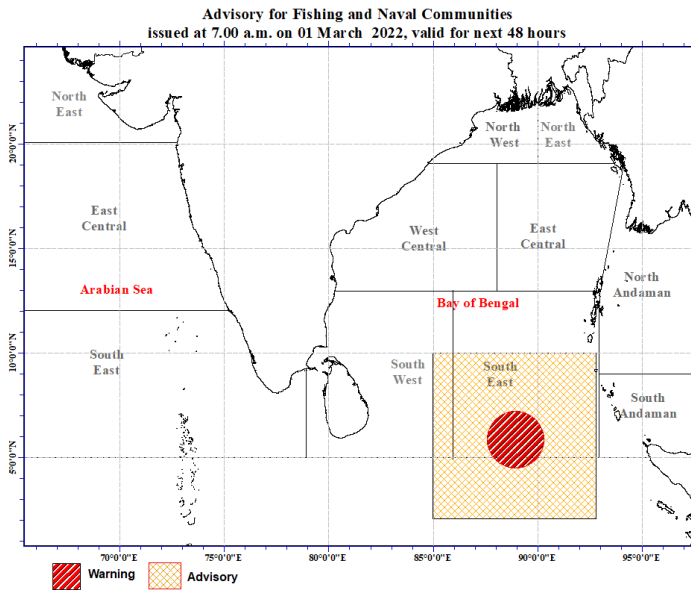 Advisory for Fishing and Naval Communities
issued at 7.00 a.m. on 01 March 2022, valid for next 48 hours
North
East
North
West
North
East
20°0'0"N
East
Central
West
Central
East
Central
15°0'0"N
North
Andaman
Arabian Sea
Bay of Bengal
10°0'0"N
South
East
South
West
South
East
South
Andaman
5°0'0"N
70°0'0"E
75°0'0"E
80°0'0"E
85°0'0"E
90°0'0"E
95°0'0"E
Warning
Advisory